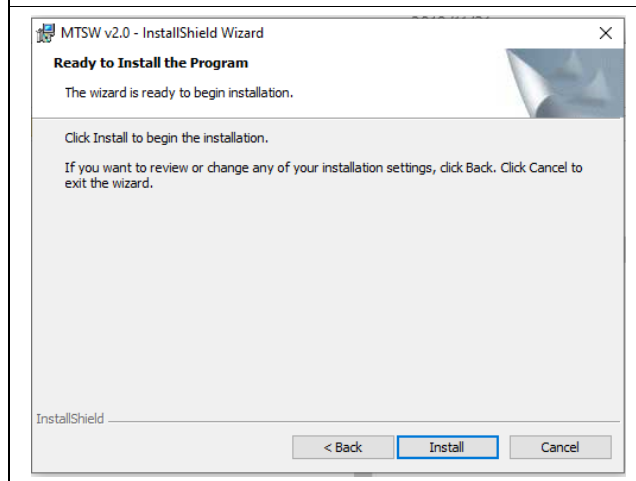 MTSW v2.0 - InstallShield Wizard
Ready to Install the Program
The wizard is ready to begin installation.
Click Install to begin the installation.
If you want to review or change any of your installation settings, click Back. Click Cancel to
exit the wizard.
InstallShield
< Back Install Cancel